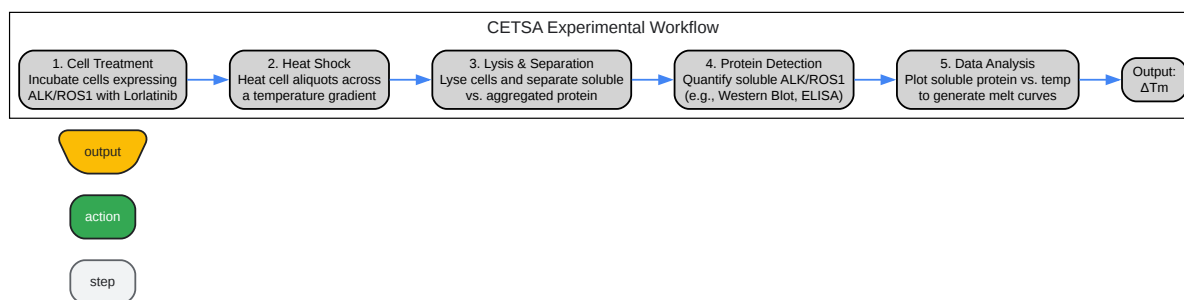 CETSA Experimental Workflow
1. Cell Treatment
Incubate cells expressing
ALK/ROS1 with Lorlatinib
2. Heat Shock
Heat cell aliquots across
a temperature gradient
3. Lysis & Separation
Lyse cells and separate soluble
vs. aggregated protein
4. Protein Detection
Quantify soluble ALK/ROS1
(e.g., Western Blot, ELISA)
5. Data Analysis
Plot soluble protein vs. temp
to generate melt curves
Output:
ΔTm
output
action
step